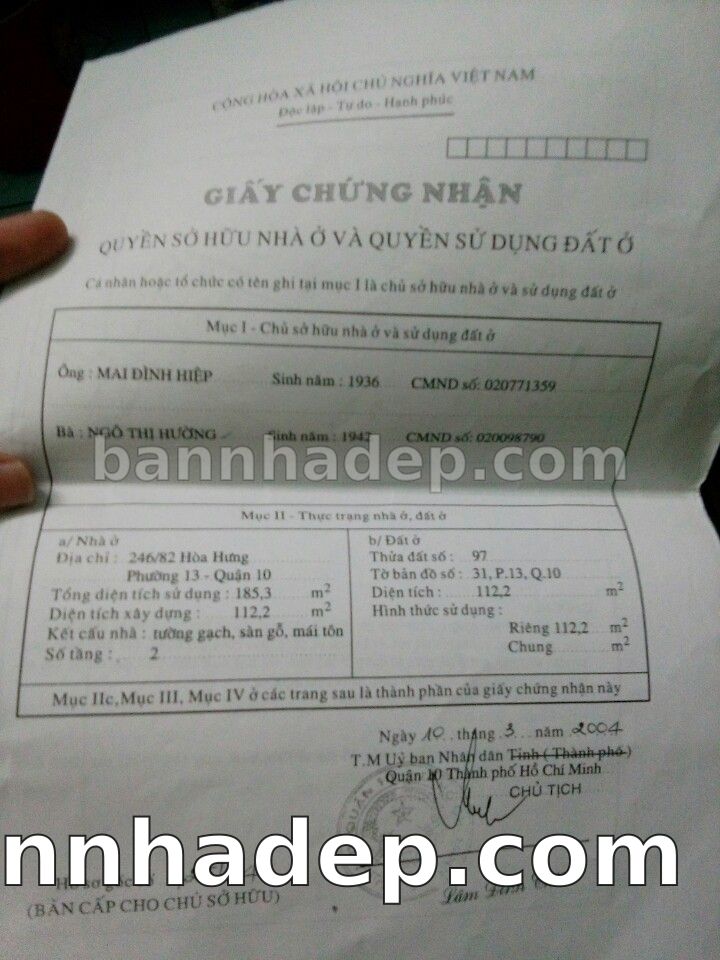 CỘNG HÒA XÃ HỘI CHỦ NGHĨA VIỆT NAM
Độc lập - Tự do - Hạnh phúc
GIẤY CHỨNG NHẬN
QUYỀN SỞ HỮU NHÀ Ở VÀ QUYỀN SỬ DỤNG ĐẤT Ở
Cá nhân hoặc tổ chức có tên ghi tại mục I là chủ sở hữu nhà ở và sử dụng đất ở
Mục I - Chủ sở hữu nhà ở và sử dụng đất ở
Ông : MAI ĐÌNH HIỆP Sinh năm : 1936 CMND số: 020771359
Bà : NGÔ THỊ HƯỜNG Sinh năm : 1942 CMND số: 020098790
bannhadep.com
Mục II - Thực trạng nhà ở, đất ở
a/ Nhà ở
Địa chỉ : 246/82 Hòa Hưng
Phường 13 - Quận 10
Tổng diện tích sử dụng : 185,3 m2
Diện tích xây dựng : 112,2 m2
Kết cấu nhà : tường gạch, sàn gỗ, mái tôn
Số tầng : 2
b/ Đất ở
Thửa đất số : 97
Tờ bản đồ số : 31, P.13, Q.10
Diện tích : 112,2 m2
Hình thức sử dụng :
Riêng 112,2 m2
Chung m2
Mục IIc, Mục III, Mục IV ở các trang sau là thành phần của giấy chứng nhận này
Ngày 10 tháng 3 năm 2004
T.M Uỷ ban Nhân dân Tỉnh ( Thành phố )
Quận 10 Thành phố Hồ Chí Minh
CHỦ TỊCH
QUẬN
nnhadep.com
Hồ sơ gốc
(BẢN CẤP CHO CHỦ SỞ HỮU)
Lâm